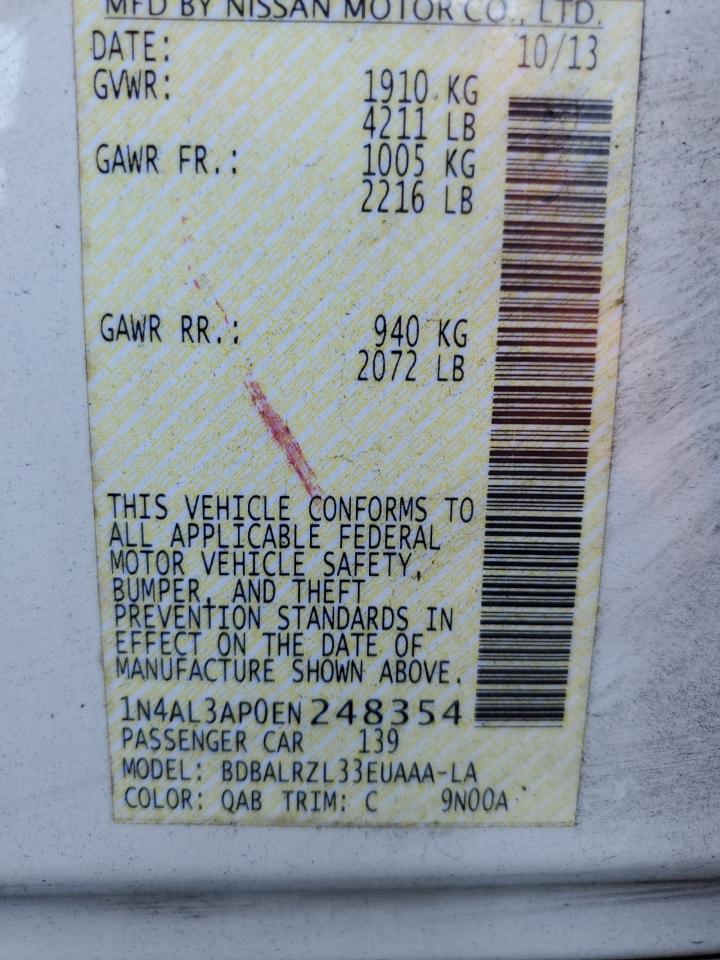 MFD BY NISSAN MOTOR CO., LTD.
DATE: 10/13
GVWR: 1910 KG
4211 LB
GAWR FR.: 1005 KG
2216 LB
GAWR RR.: 940 KG
2072 LB
THIS VEHICLE CONFORMS TO
ALL APPLICABLE FEDERAL
MOTOR VEHICLE SAFETY,
BUMPER, AND THEFT
PREVENTION STANDARDS IN
EFFECT ON THE DATE OF
MANUFACTURE SHOWN ABOVE.
1N4AL3AP0EN248354
PASSENGER CAR 139
MODEL: BDBALRZL33EUAAA-LA
COLOR: QAB TRIM: C 9N00A